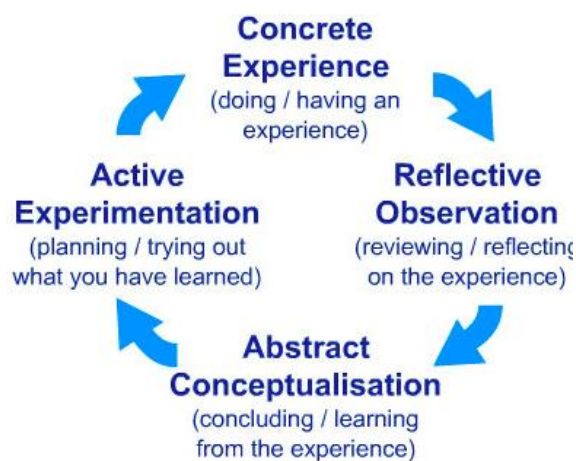 Concrete
Experience
(doing / having an
experience)
Reflective
Observation
(reviewing / reflecting
on the experience)
Abstract
Conceptualisation
(concluding / learning
from the experience)
Active
Experimentation
(planning / trying out
what you have learned)